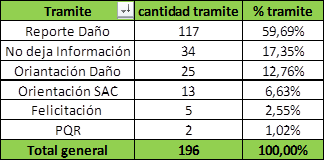 Tramite cantidad tramite % tramite
Reporte Daño 117 59,69%
No deja Información 34 17,35%
Oriantación Daño 25 12,76%
Orientación SAC 13 6,63%
Felicitación 5 2,55%
PQR 2 1,02%
Total general 196 100,00%